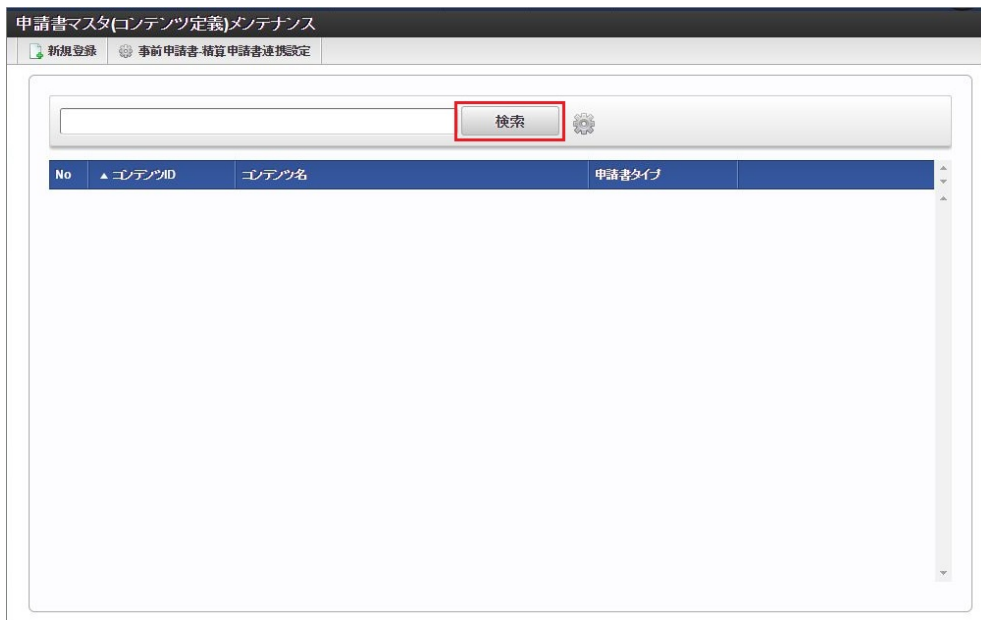 申請書マスタ(コンテンツ定義)メンテナンス
新規登録 事前申請書-精算申請書連携設定
検索
No ▲ コンテンツID コンテンツ名 申請書タイプ